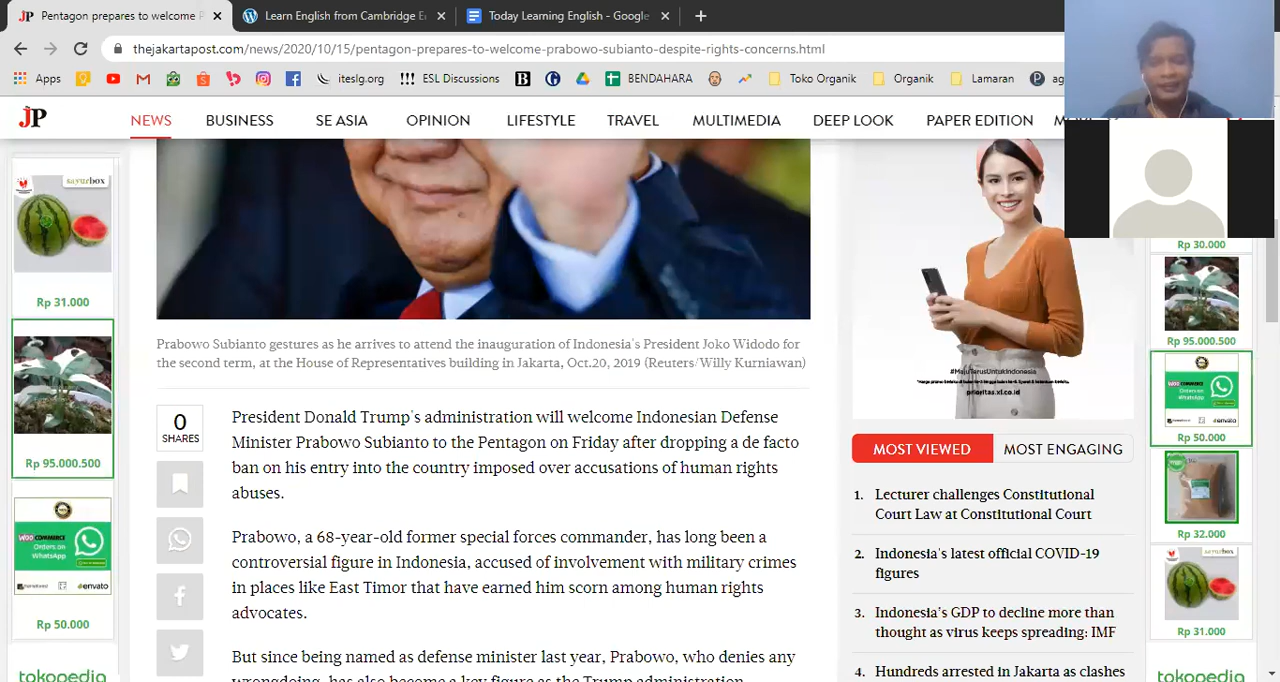 Pentagon prepares to welcome P
Learn English from Cambridge E
Today Learning English - Google
thejakartapost.com/news/2020/10/15/pentagon-prepares-to-welcome-prabowo-subianto-despite-rights-concerns.html
Apps
iteslg.org
ESL Discussions
BENDAHARA
Toko Organik
Organik
Lamaran
ag
JP
NEWS
BUSINESS
SE ASIA
OPINION
LIFESTYLE
TRAVEL
MULTIMEDIA
DEEP LOOK
PAPER EDITION
sayurbox
Rp 31.000
Rp 95.000.500
WOO COMMERCE
Orders on
WhatsApp
envato
Rp 50.000
tokopedia
Prabowo Subianto gestures as he arrives to attend the inauguration of Indonesia's President Joko Widodo for
the second term, at the House of Representatives building in Jakarta, Oct.20, 2019 (Reuters/Willy Kurniawan)
0
SHARES
President Donald Trump's administration will welcome Indonesian Defense
Minister Prabowo Subianto to the Pentagon on Friday after dropping a de facto
ban on his entry into the country imposed over accusations of human rights
abuses.
Prabowo, a 68-year-old former special forces commander, has long been a
controversial figure in Indonesia, accused of involvement with military crimes
in places like East Timor that have earned him scorn among human rights
advocates.
But since being named as defense minister last year, Prabowo, who denies any
wrongdoing, has also become a key figure as the Trump administration
#MajuTerusUntukIndonesia
prioritas.xl.co.id
MOST VIEWED
MOST ENGAGING
1. Lecturer challenges Constitutional
Court Law at Constitutional Court
2. Indonesia's latest official COVID-19
figures
3. Indonesia's GDP to decline more than
thought as virus keeps spreading: IMF
4. Hundreds arrested in Jakarta as clashes
Rp 30.000
Rp 95.000.500
WOO COMMERCE
Orders on
WhatsApp
envato
Rp 50.000
Rp 32.000
sayurbox
Rp 31.000
tokopedia